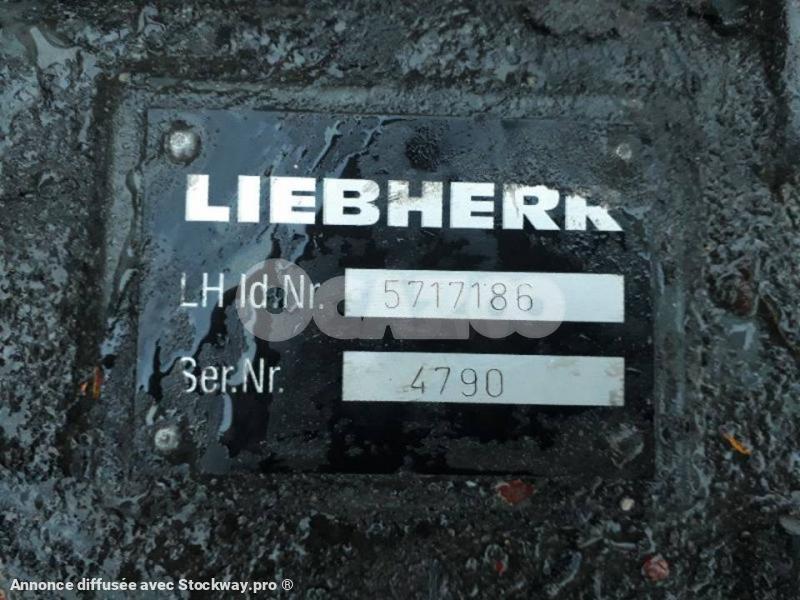 LIEBHERR
LH Id.Nr. 5717186
Ser.Nr. 4790
Annonce diffusée avec Stockway.pro ®